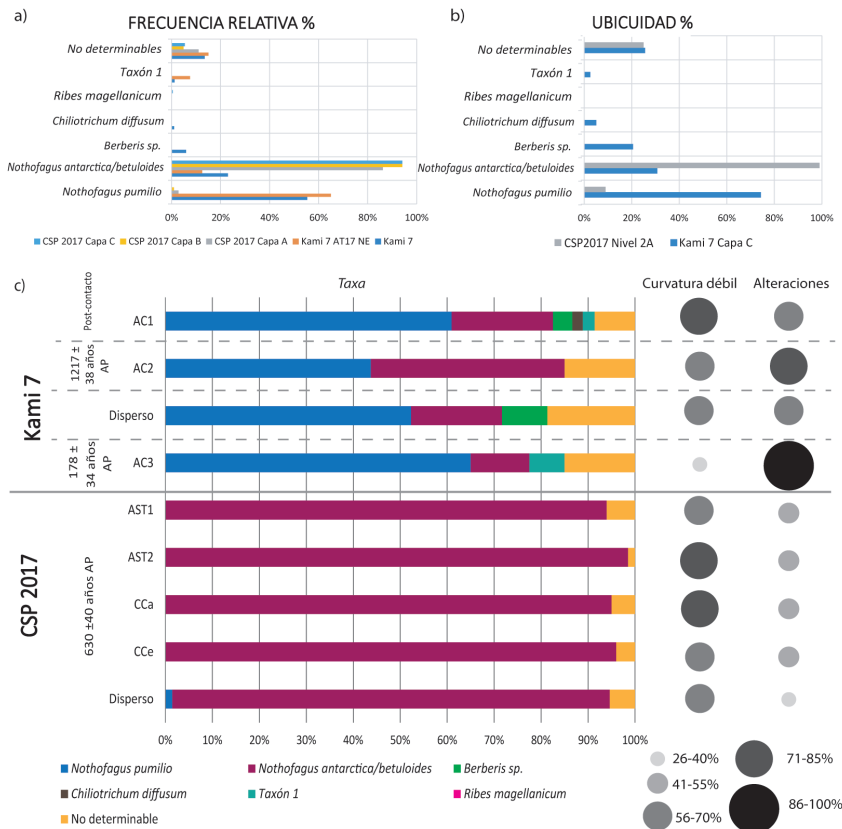 a)
FRECUENCIA RELATIVA %
No determinables
Taxón 1
Ribes magellanicum
Chiliotrichum diffusum
Berberis sp.
Nothofagus antarctica/betuloides
Nothofagus pumilio
0% 20% 40% 60% 80% 100%
CSP 2017 Capa C CSP 2017 Capa B CSP 2017 Capa A Kami 7 AT17 NE Kami 7
b)
UBICUIDAD %
No determinables
Taxón 1
Ribes magellanicum
Chiliotrichum diffusum
Berberis sp.
Nothofagus antarctica/betuloides
Nothofagus pumilio
0% 20% 40% 60% 80% 100%
CSP2017 Nivel 2A Kami 7 Capa C
c)
Taxa
Curvatura débil
Alteraciones
Kami 7
Post-contacto
AC1
1217 ±
38 años
AP
AC2
Disperso
178 ±
34 años
AP
AC3
CSP 2017
630 ±40 años AP
AST1
AST2
CCa
CCe
Disperso
0% 10% 20% 30% 40% 50% 60% 70% 80% 90% 100%
Nothofagus pumilio Nothofagus antarctica/betuloides Berberis sp.
Chiliotrichum diffusum Taxón 1 Ribes magellanicum
No determinable
26-40%
41-55%
56-70%
71-85%
86-100%